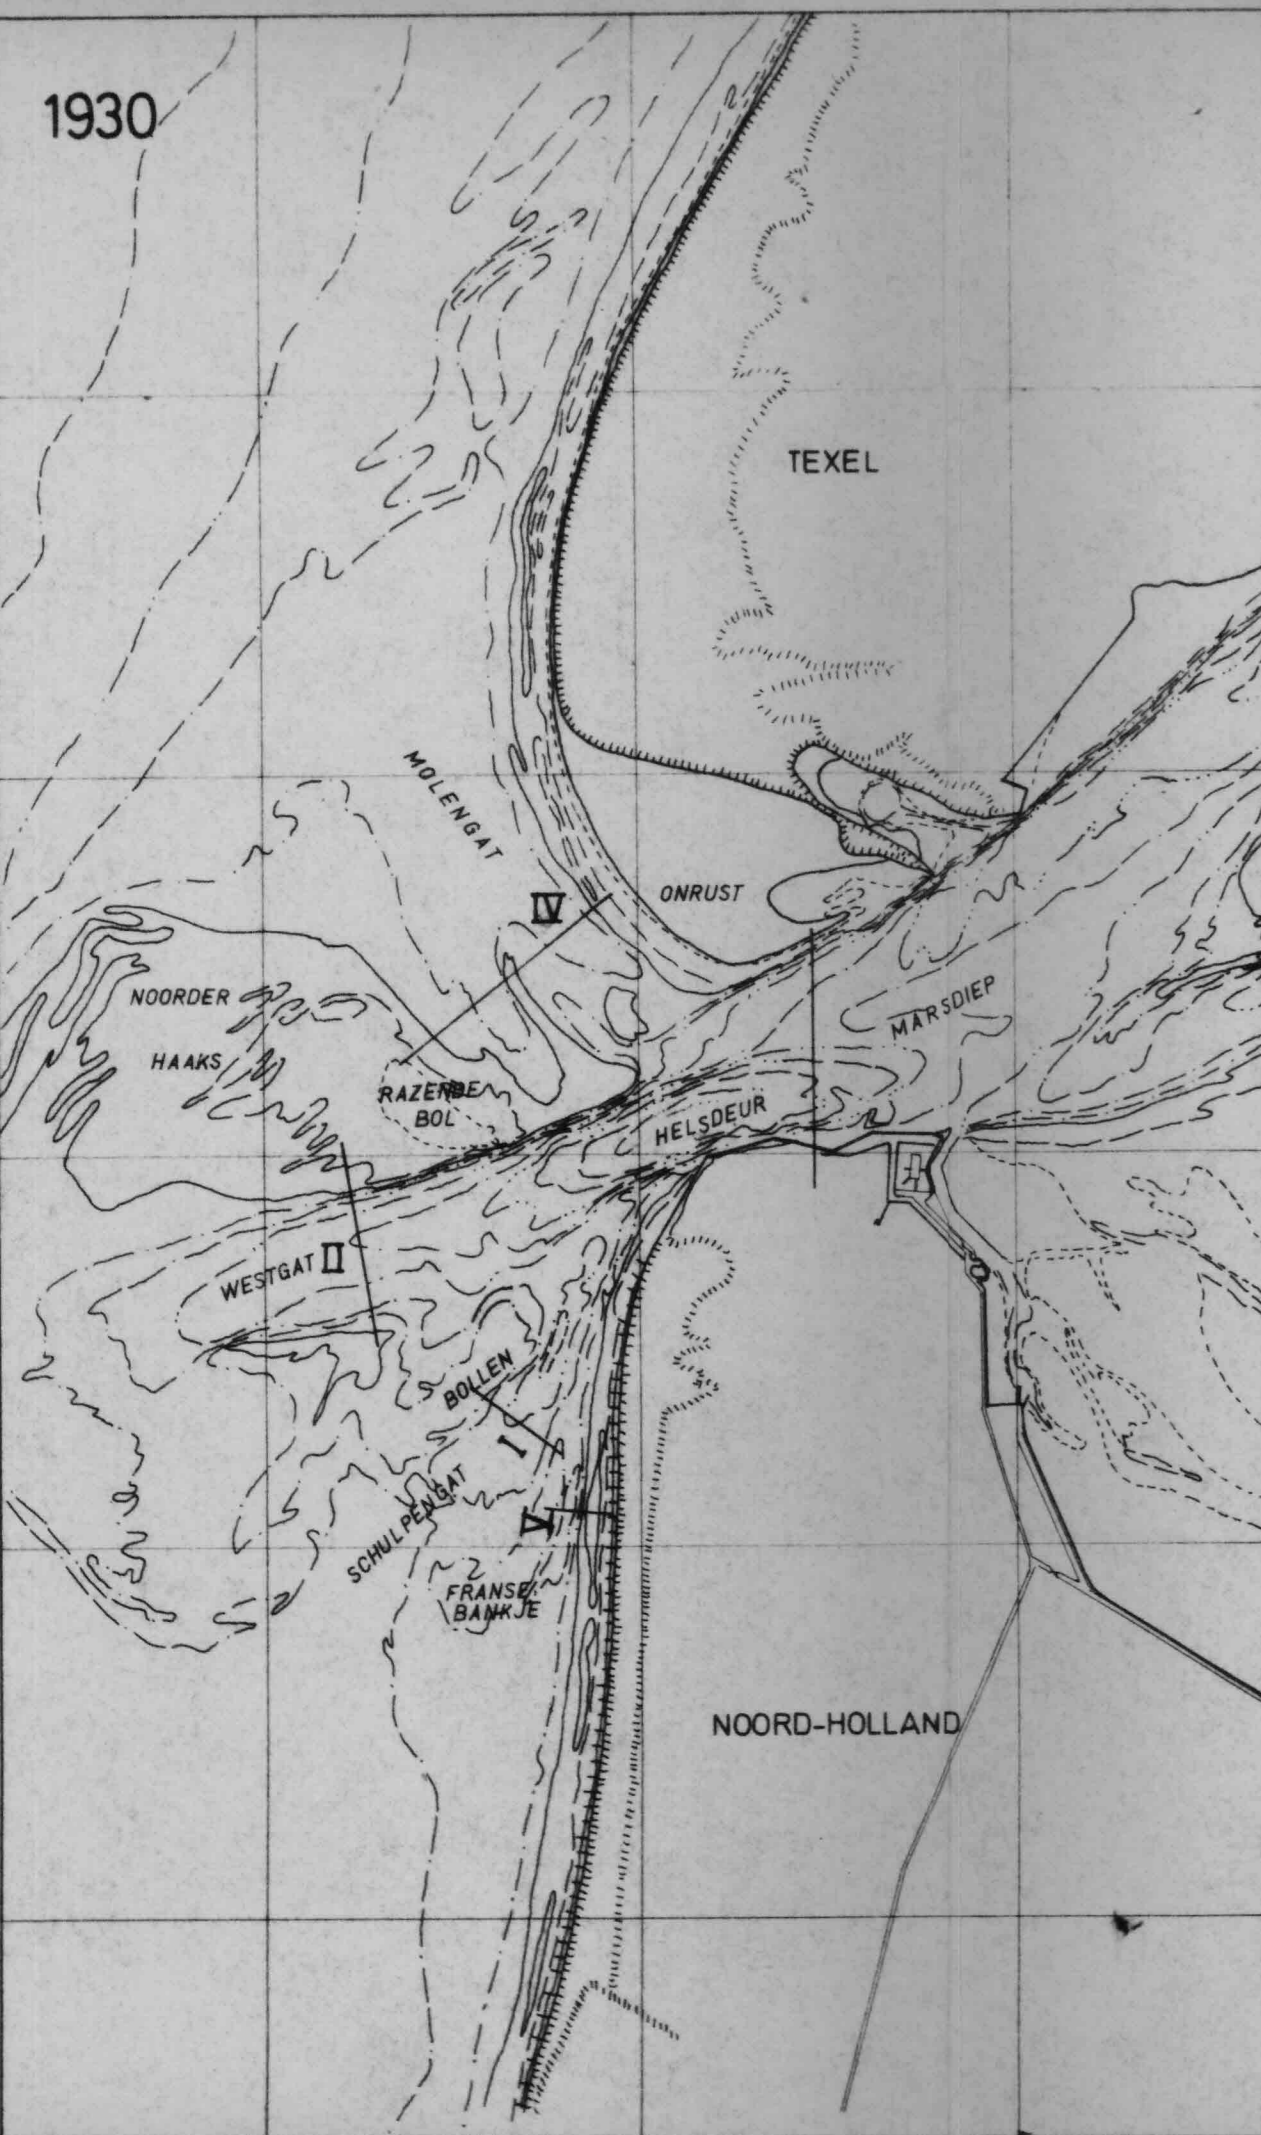 1930
TEXEL
MOLENGAT
IV
ONRUST
NOORDER
HAAKS
MARSDIEP
RAZENDE
BOL
HELSDEUR
WESTGAT
II
BOLLEN
I
SCHULPENGAT
V
FRANSE
BANKJE
NOORD-HOLLAND